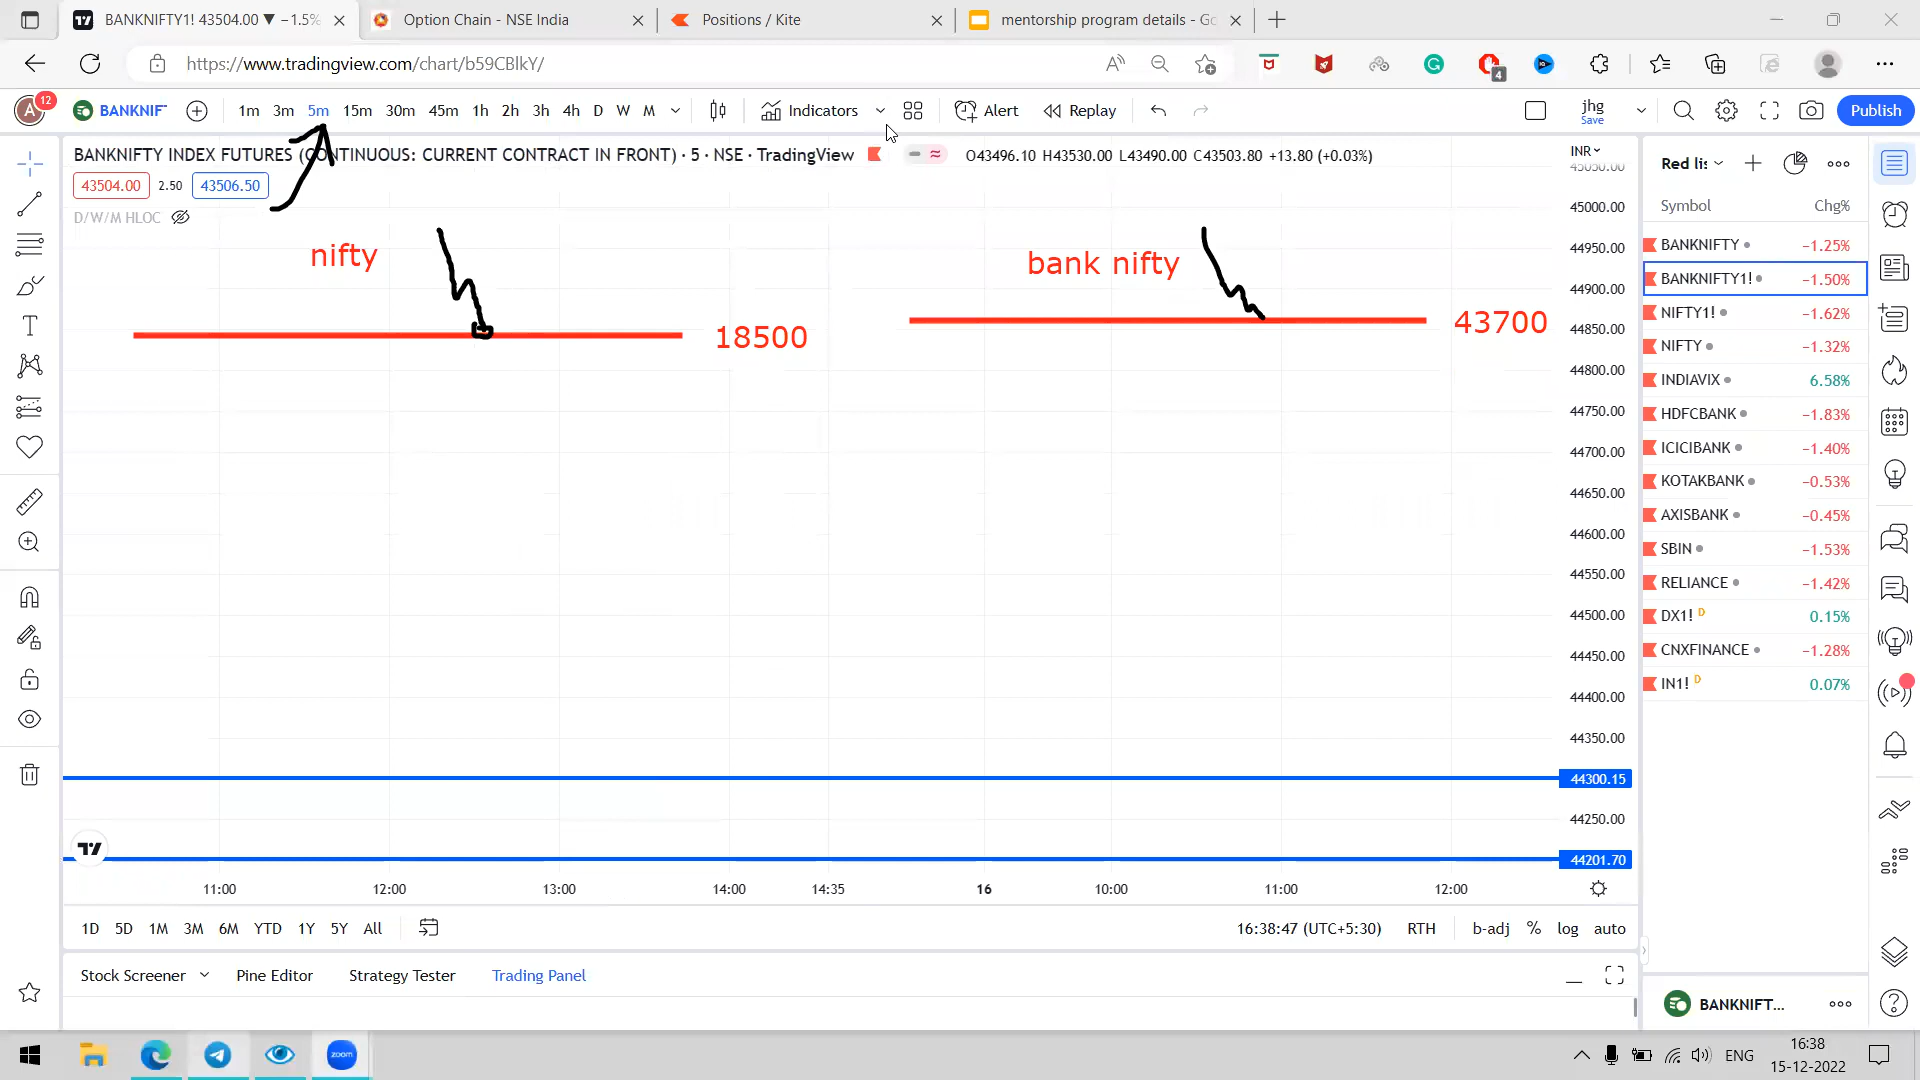 BANKNIFTY1! 43504.00 ▼ −1.5%
Option Chain - NSE India
Positions / Kite
mentorship program details - Go
https://www.tradingview.com/chart/b59CBlkY/
4
A 12 BANKNIF 1m 3m 5m 15m 30m 45m 1h 2h 3h 4h D W M Indicators Alert Replay jhg Save Publish
BANKNIFTY INDEX FUTURES (CONTINUOUS: CURRENT CONTRACT IN FRONT) · 5 · NSE · TradingView O43496.10 H43530.00 L43490.00 C43503.80 +13.80 (+0.03%)
43504.00 2.50 43506.50
D/W/M HLOC
nifty
18500
bank nifty
43700
INR
45050.00
45000.00
44950.00
44900.00
44850.00
44800.00
44750.00
44700.00
44650.00
44600.00
44550.00
44500.00
44450.00
44400.00
44350.00
44300.15
44250.00
44201.70
11:00 12:00 13:00 14:00 14:35 16 10:00 11:00 12:00
1D 5D 1M 3M 6M YTD 1Y 5Y All 16:38:47 (UTC+5:30) RTH b-adj % log auto
Stock Screener Pine Editor Strategy Tester Trading Panel
Red lis
Symbol Chg%
BANKNIFTY −1.25%
BANKNIFTY1! −1.50%
NIFTY1! −1.62%
NIFTY −1.32%
INDIAVIX 6.58%
HDFCBANK −1.83%
ICICIBANK −1.40%
KOTAKBANK −0.53%
AXISBANK −0.45%
SBIN −1.53%
RELIANCE −1.42%
DX1! D 0.15%
CNXFINANCE −1.28%
IN1! D 0.07%
BANKNIFT...
zoom
ENG
16:38
15-12-2022